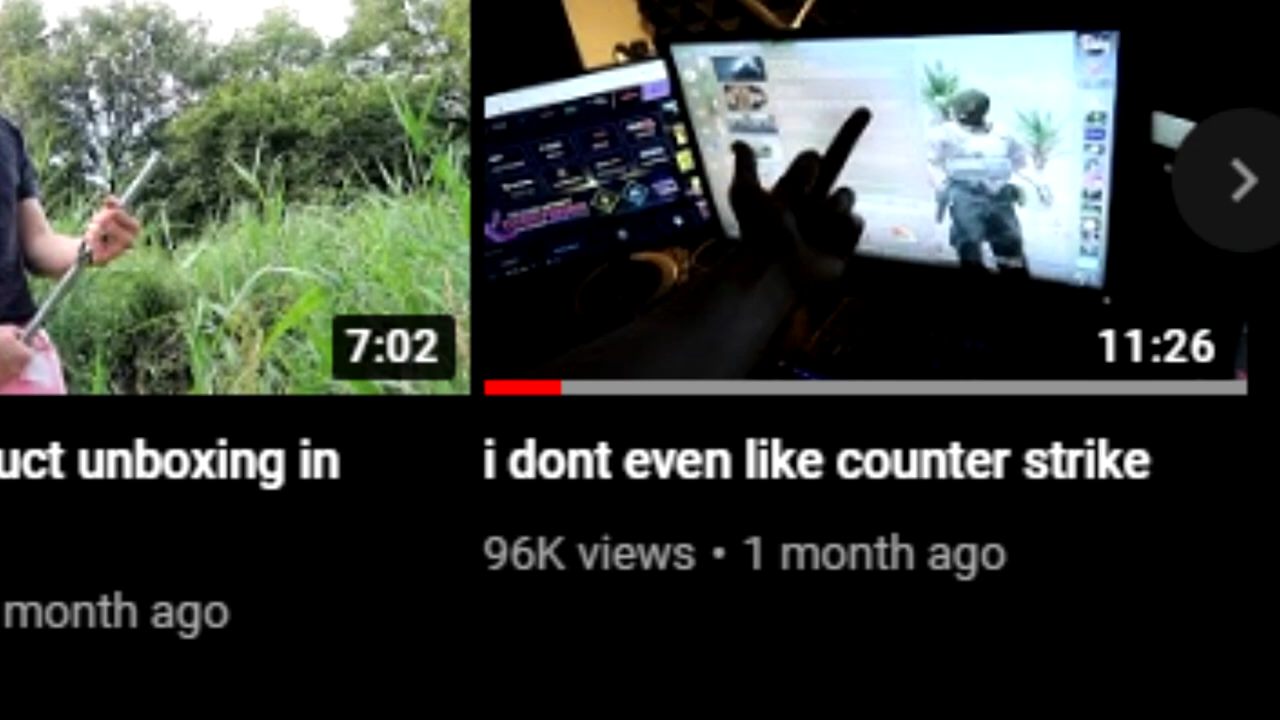 7:02
11:26
uct unboxing in
i dont even like counter strike
96K views • 1 month ago
month ago